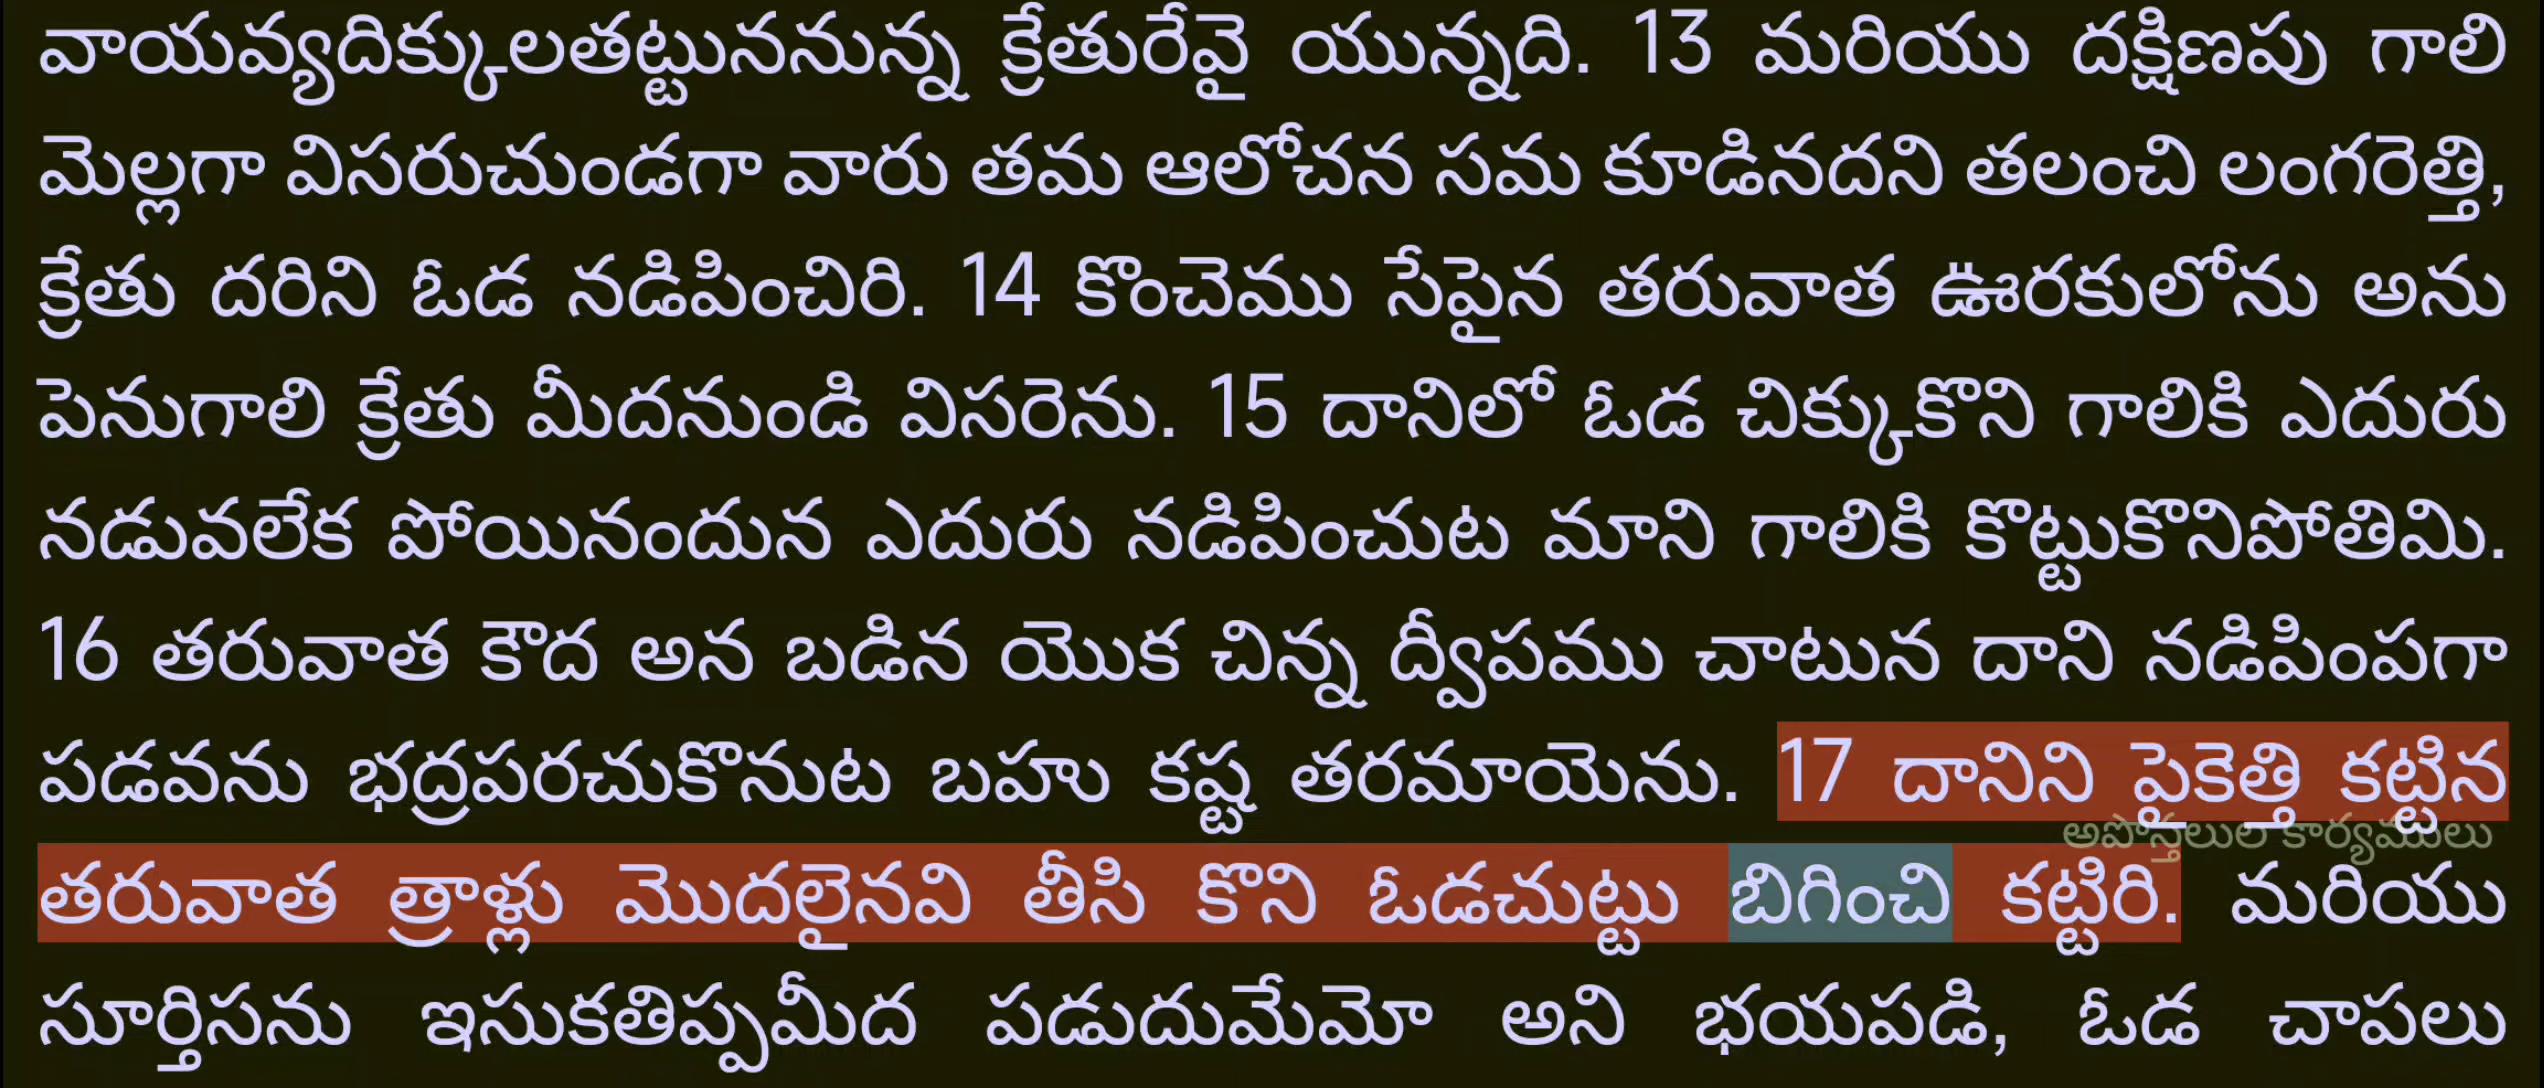 వాయవ్యదిక్కులతట్టుననున్న క్రేతురేవై యున్నది. 13 మరియు దక్షిణపు గాలి
మెల్లగా విసరుచుండగా వారు తమ ఆలోచన సమ కూడినదని తలంచి లంగరెత్తి,
క్రేతు దరిని ఓడ నడిపించిరి. 14 కొంచెము సేపైన తరువాత ఊరకులోను అను
పెనుగాలి క్రేతు మీదనుండి విసరెను. 15 దానిలో ఓడ చిక్కుకొని గాలికి ఎదురు
నడువలేక పోయినందున ఎదురు నడిపించుట మాని గాలికి కొట్టుకొనిపోతిమి.
16 తరువాత కౌద అన బడిన యొక చిన్న ద్వీపము చాటున దాని నడిపింపగా
పడవను భద్రపరచుకొనుట బహు కష్ట తరమాయెను. 17 దానిని పైకెత్తి కట్టిన
అపొస్తలుల కార్యములు
తరువాత త్రాళ్లు మొదలైనవి తీసి కొని ఓడచుట్టు బిగించి కట్టిరి. మరియు
సూర్తిసను ఇసుకతిప్పమీద పడుదుమేమో అని భయపడి, ఓడ చాపలు